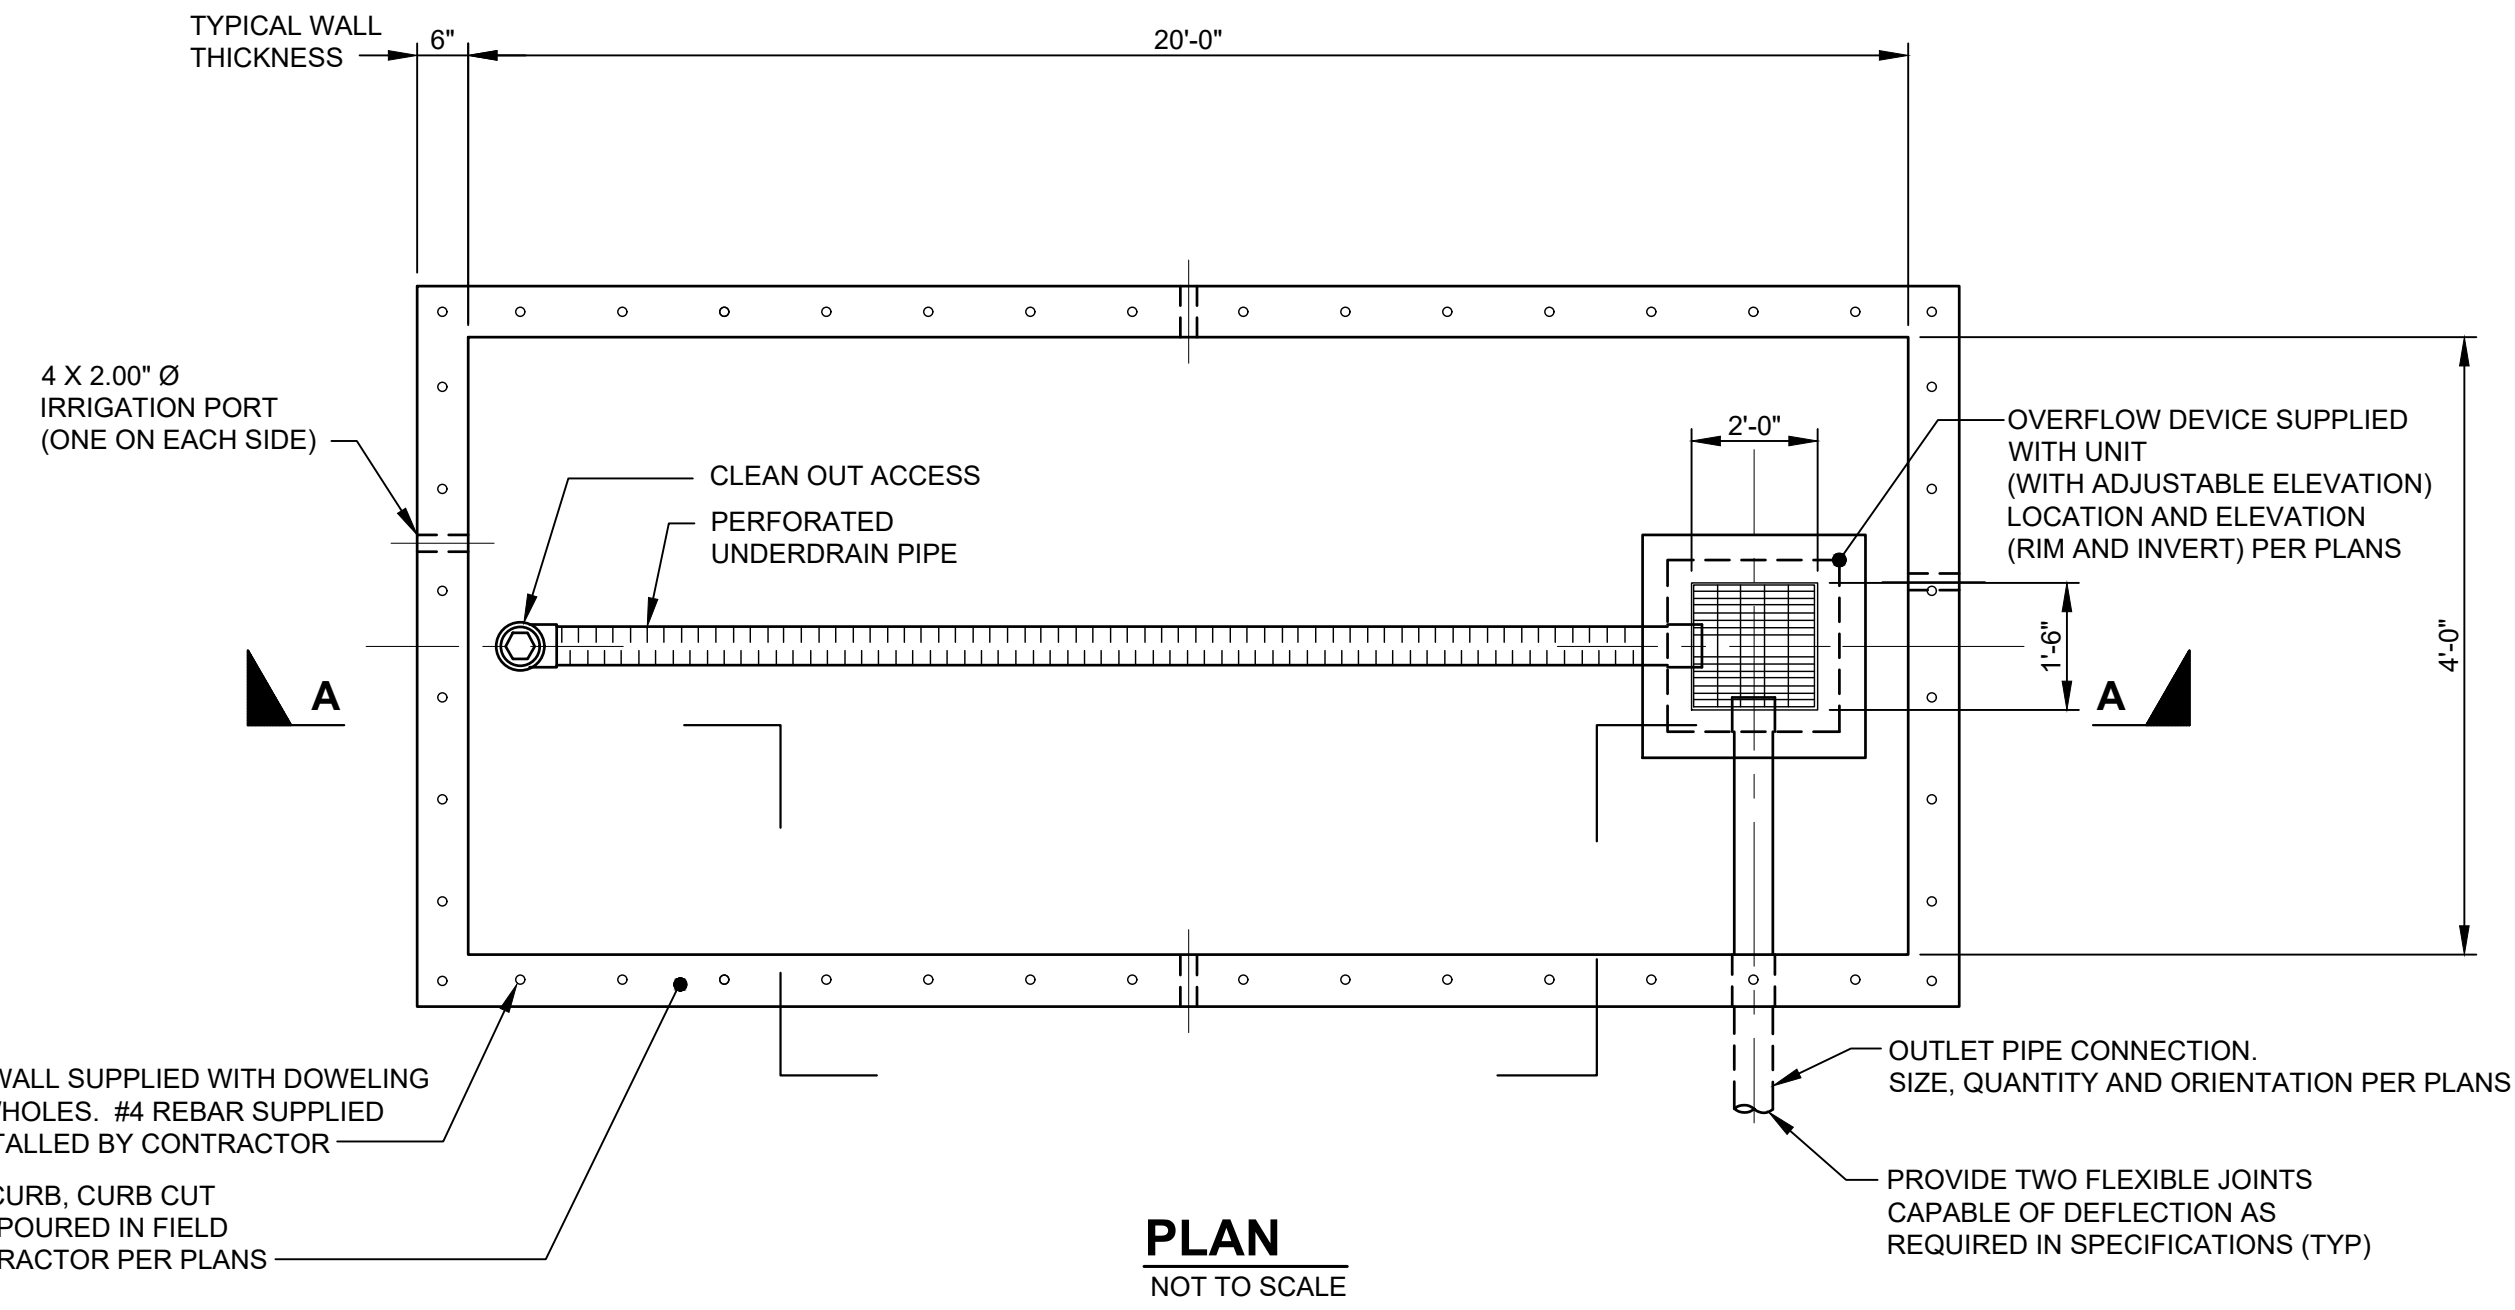 TYPICAL WALL
THICKNESS
6"
20'-0"
4 X 2.00" Ø
IRRIGATION PORT
(ONE ON EACH SIDE)
CLEAN OUT ACCESS
PERFORATED
UNDERDRAIN PIPE
2'-0"
OVERFLOW DEVICE SUPPLIED
WITH UNIT
(WITH ADJUSTABLE ELEVATION)
LOCATION AND ELEVATION
(RIM AND INVERT) PER PLANS
1'-6"
4'-0"
A
A
WALL SUPPLIED WITH DOWELING
HOLES. #4 REBAR SUPPLIED
ALLED BY CONTRACTOR
CURB, CURB CUT
POURED IN FIELD
RACTOR PER PLANS
OUTLET PIPE CONNECTION.
SIZE, QUANTITY AND ORIENTATION PER PLANS
PROVIDE TWO FLEXIBLE JOINTS
CAPABLE OF DEFLECTION AS
REQUIRED IN SPECIFICATIONS (TYP)
PLAN
NOT TO SCALE